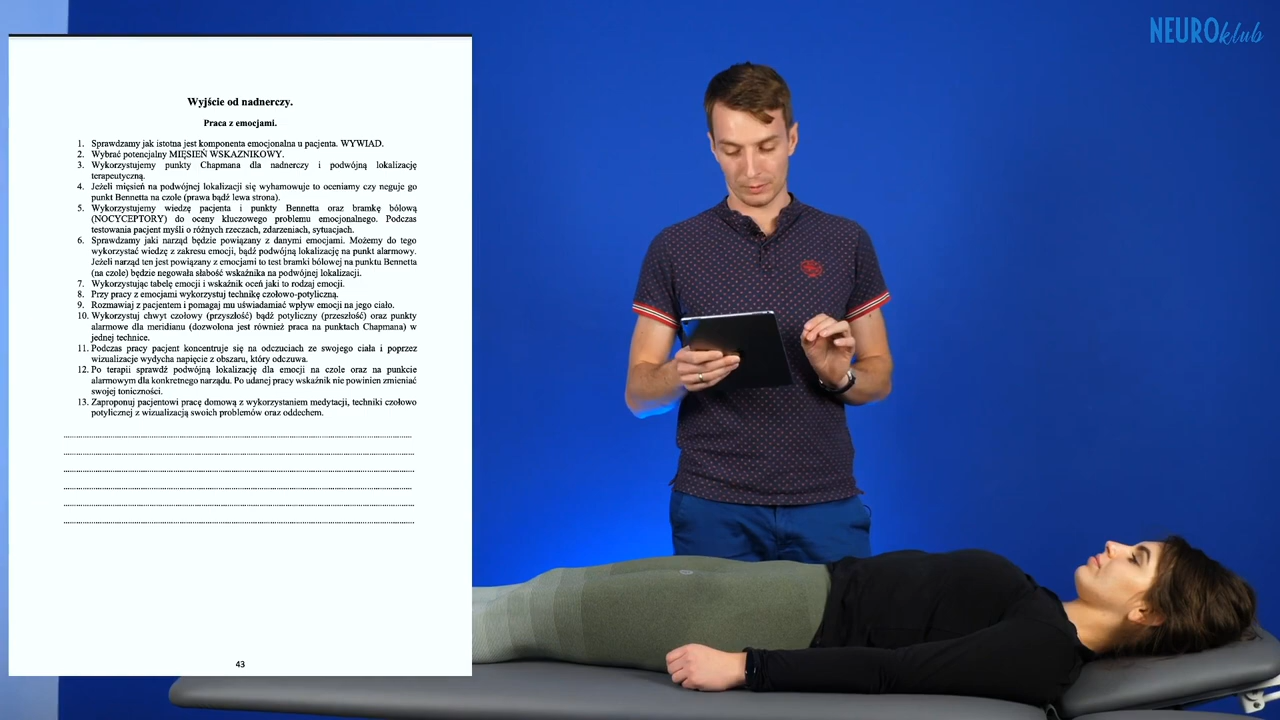 NEUROklub
Wyjście od nadnerczy.
Praca z emocjami.
1. Sprawdzamy jak istotna jest komponenta emocjonalna u pacjenta. WYWIAD.
2. Wybrać potencjalny MIĘSIEŃ WSKAŹNIKOWY.
3. Wykorzystujemy punkty Chapmana dla nadnerczy i podwójną lokalizację
terapeutyczną.
4. Jeżeli mięsień na podwójnej lokalizacji się wyhamowuje to oceniamy czy neguje go
punkt Bennetta na czole (prawa bądź lewa strona).
5. Wykorzystujemy wiedzę pacjenta i punkty Bennetta oraz bramkę bólową
(NOCYCEPTORY) do oceny kluczowego problemu emocjonalnego. Podczas
testowania pacjent myśli o różnych rzeczach, zdarzeniach, sytuacjach.
6. Sprawdzamy jaki narząd będzie powiązany z danymi emocjami. Możemy do tego
wykorzystać wiedzę z zakresu emocji, bądź podwójną lokalizację na punkt alarmowy.
Jeżeli narząd ten jest powiązany z emocjami to test bramki bólowej na punktu Bennetta
(na czole) będzie negowała słabość wskaźnika na podwójnej lokalizacji.
7. Wykorzystując tabelę emocji i wskaźnik oceń jaki to rodzaj emocji.
8. Przy pracy z emocjami wykorzystuj technikę czołowo-potyliczną.
9. Rozmawiaj z pacjentem i pomagaj mu uświadamiać wpływ emocji na jego ciało.
10. Wykorzystuj chwyt czołowy (przyszłość) bądź potyliczny (przeszłość) oraz punkty
alarmowe dla meridianu (dozwolona jest również praca na punktach Chapmana) w
jednej technice.
11. Podczas pracy pacjent koncentruje się na odczuciach ze swojego ciała i poprzez
wizualizacje wydycha napięcie z obszaru, który odczuwa.
12. Po terapii sprawdź podwójną lokalizację dla emocji na czole oraz na punkcie
alarmowym dla konkretnego narządu. Po udanej pracy wskaźnik nie powinien zmieniać
swojej toniczności.
13. Zaproponuj pacjentowi pracę domową z wykorzystaniem medytacji, techniki czołowo
potylicznej z wizualizacją swoich problemów oraz oddechem.
43